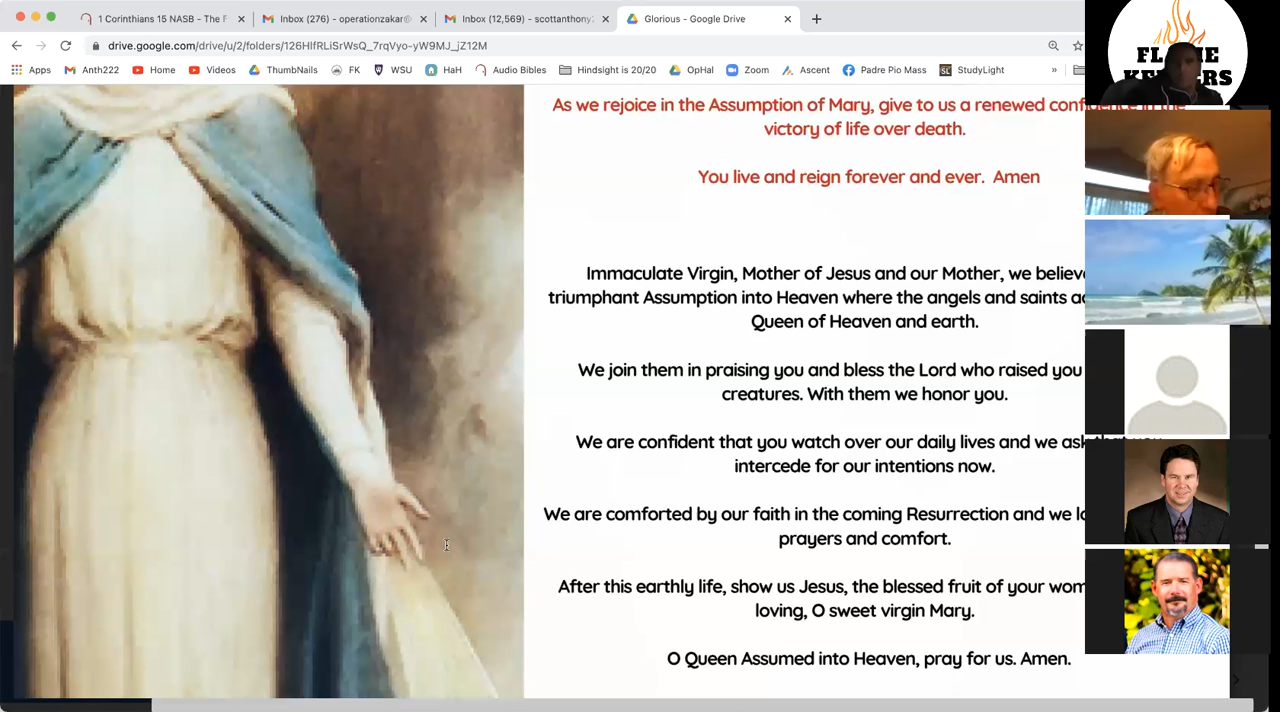 1 Corinthians 15 NASB - The F
Inbox (276) - operationzakar@
Inbox (12,569) - scottanthony
Glorious - Google Drive
drive.google.com/drive/u/2/folders/126HIfRLiSrWsQ_7rqVyo-yW9MJ_jZ12M
Apps
Anth222
Home
Videos
ThumbNails
FK
WSU
HaH
Audio Bibles
Hindsight is 20/20
OpHal
Zoom
Ascent
Padre Pio Mass
SL StudyLight
»
As we rejoice in the Assumption of Mary, give to us a renewed confidence in the
victory of life over death.
You live and reign forever and ever. Amen
Immaculate Virgin, Mother of Jesus and our Mother, we believe
triumphant Assumption into Heaven where the angels and saints
Queen of Heaven and earth.
We join them in praising you and bless the Lord who raised you
creatures. With them we honor you.
We are confident that you watch over our daily lives and we ask that you
intercede for our intentions now.
We are comforted by our faith in the coming Resurrection and we
prayers and comfort.
After this earthly life, show us Jesus, the blessed fruit of your
loving, O sweet virgin Mary.
O Queen Assumed into Heaven, pray for us. Amen.